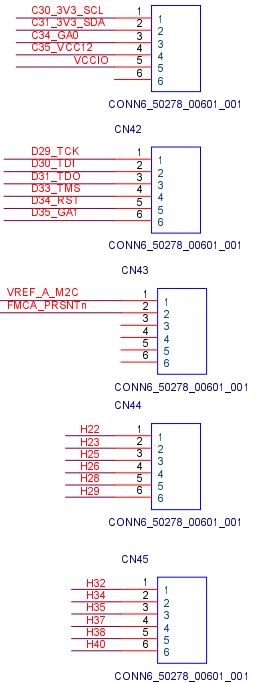 C30_3V3_SCL 1 1
C31_3V3_SDA 2 2
C34_GA0 3 3
C35_VCC12 4 4
VCCIO 5 5
6 6
CONN6_50278_00601_001
CN42
D29_TCK 1 1
D30_TDI 2 2
D31_TDO 3 3
D33_TMS 4 4
D34_RST 5 5
D35_GA1 6 6
CONN6_50278_00601_001
CN43
VREF_A_M2C 1 1
FMCA_PRSNTn 2 2
3 3
4 4
5 5
6 6
CONN6_50278_00601_001
CN44
H22 1 1
H23 2 2
H25 3 3
H26 4 4
H28 5 5
H29 6 6
CONN6_50278_00601_001
CN45
H32 1 1
H34 2 2
H35 3 3
H37 4 4
H38 5 5
H40 6 6
CONN6_50278_00601_001